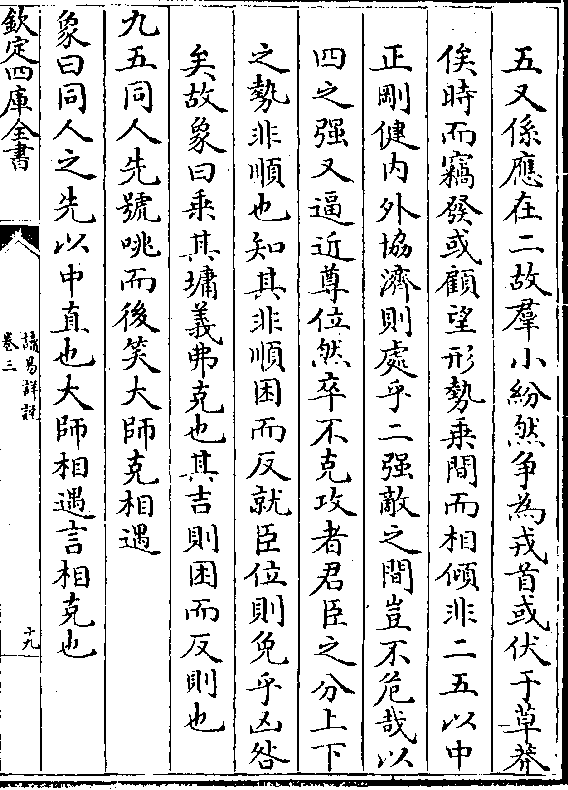 五又係應在二故羣小紛然争為戎首或伏于草莽
俟時而竊發或顧望形勢乘間而相傾非二五以中
正剛健内外協濟則處乎二强敵之間豈不危哉以
四之强又逼近尊位然卒不克攻者君臣之分上下
之勢非順也知其非順困而反就臣位則免乎凶咎
矣故象曰乘其墉義弗克也其吉則困而反則也
九五同人先號咷而後笑大師克相遇
象曰同人之先以中直也大師相遇言相克也
欽定四庫全書
讀易詳說
卷三
十九